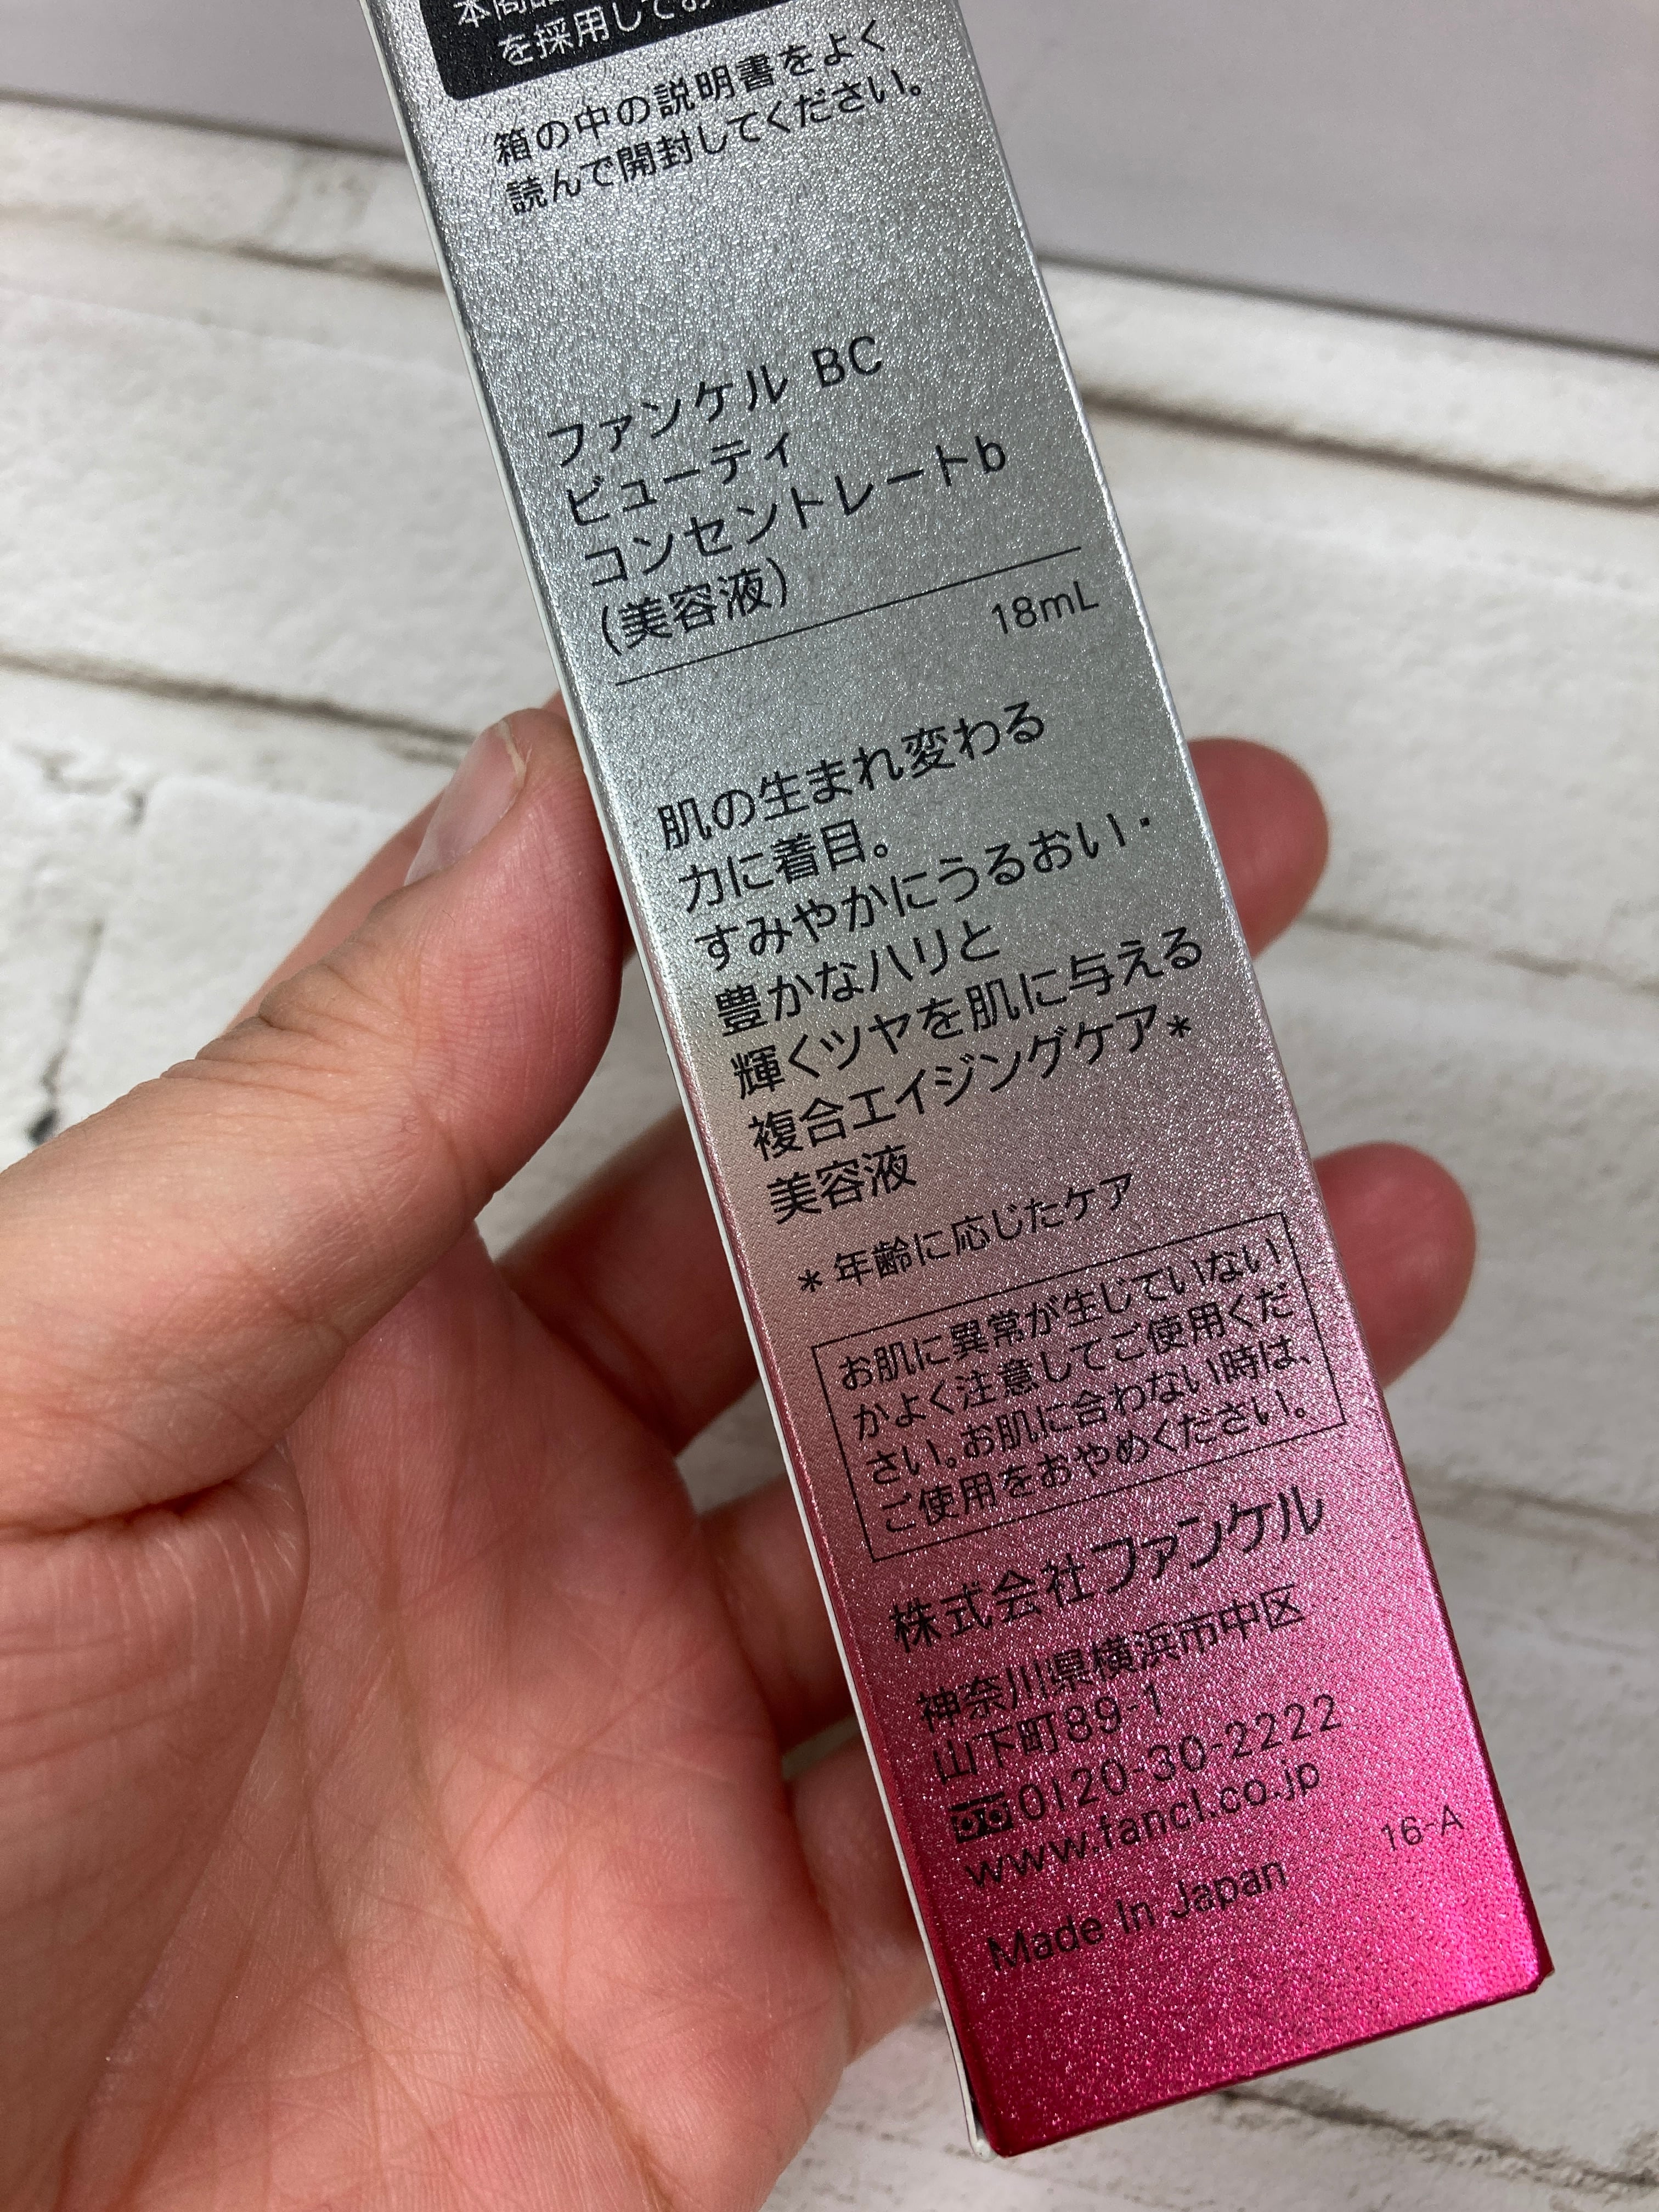 本商品
を採用してお
箱の中の説明書をよく
読んで開封してください。
ファンケル BC
ビューティ
コンセントレートb
(美容液)
18mL
肌の生まれ変わる
力に着目。
すみやかにうるおい・
豊かなハリと
輝くツヤを肌に与える
複合エイジングケア*
美容液
*年齢に応じたケア
お肌に異常が生じていない
かよく注意してご使用くだ
さい。お肌に合わない時は、
ご使用をおやめください。
株式会社ファンケル
神奈川県横浜市中区
山下町89-1
0120-30-2222
www.fancl.co.jp
16-A
Made In Japan